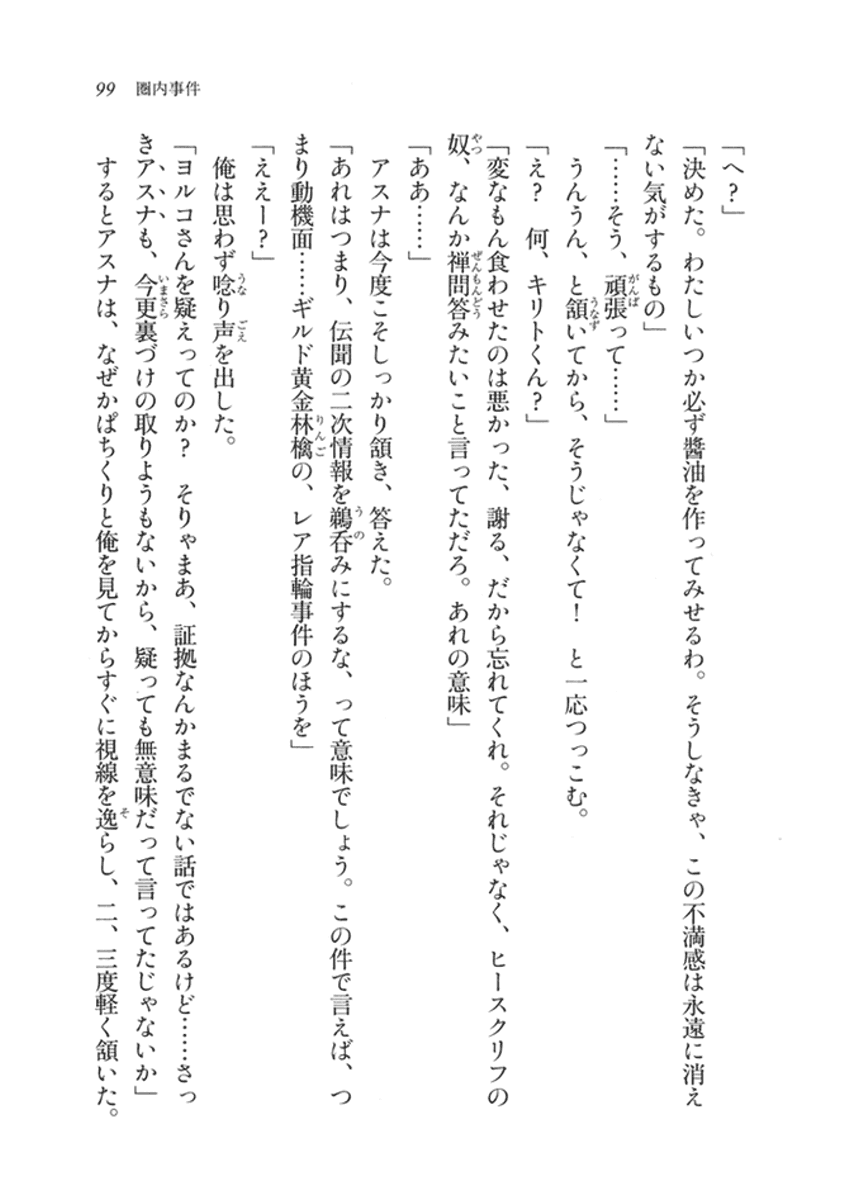 99 圏内事件
「へ?」
「決めた。わたしいつか必ず醬油を作ってみせるわ。そうしなきゃ、この不満感は永遠に消え
ない気がするもの」
「……そう、頑張って……」
うんうん、と頷いてから、そうじゃなくて! と一応つっこむ。
「え? 何、キリトくん?」
「変なもん食わせたのは悪かった、謝る、だから忘れてくれ。それじゃなく、ヒースクリフの
奴、なんか禅問答みたいこと言ってただろ。あれの意味」
「ああ……」
アスナは今度こそしっかり頷き、答えた。
「あれはつまり、伝聞の二次情報を鵜呑みにするな、って意味でしょう。この件で言えば、つ
まり動機面……ギルド黄金林檎の、レア指輪事件のほうを」
「ええー?」
俺は思わず唸り声を出した。
「ヨルコさんを疑えってのか? そりゃまあ、証拠なんかまるでない話ではあるけど……さっ
きアスナも、今更裏づけの取りようもないから、疑っても無意味だって言ってたじゃないか」
するとアスナは、なぜかぱちくりと俺を見てからすぐに視線を逸らし、二、三度軽く頷いた。